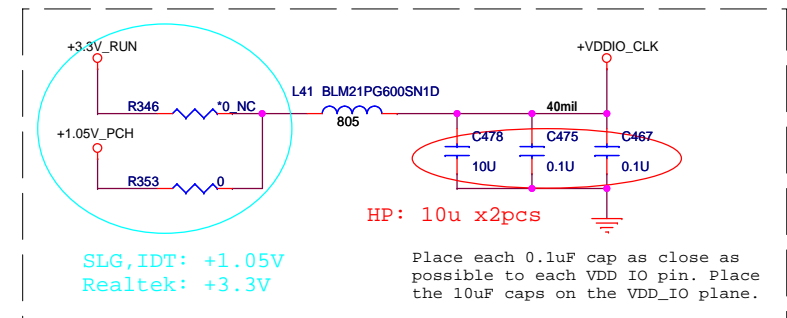 +3.3V_RUN
+VDDIO_CLK
L41 BLM21PG600SN1D
R346 *0_NC
805
40mil
+1.05V_PCH
C478 C475 C467
10U 0.1U 0.1U
R353 0
HP: 10u x2pcs
SLG,IDT: +1.05V
Realtek: +3.3V
Place each 0.1uF cap as close as
possible to each VDD IO pin. Place
the 10uF caps on the VDD_IO plane.